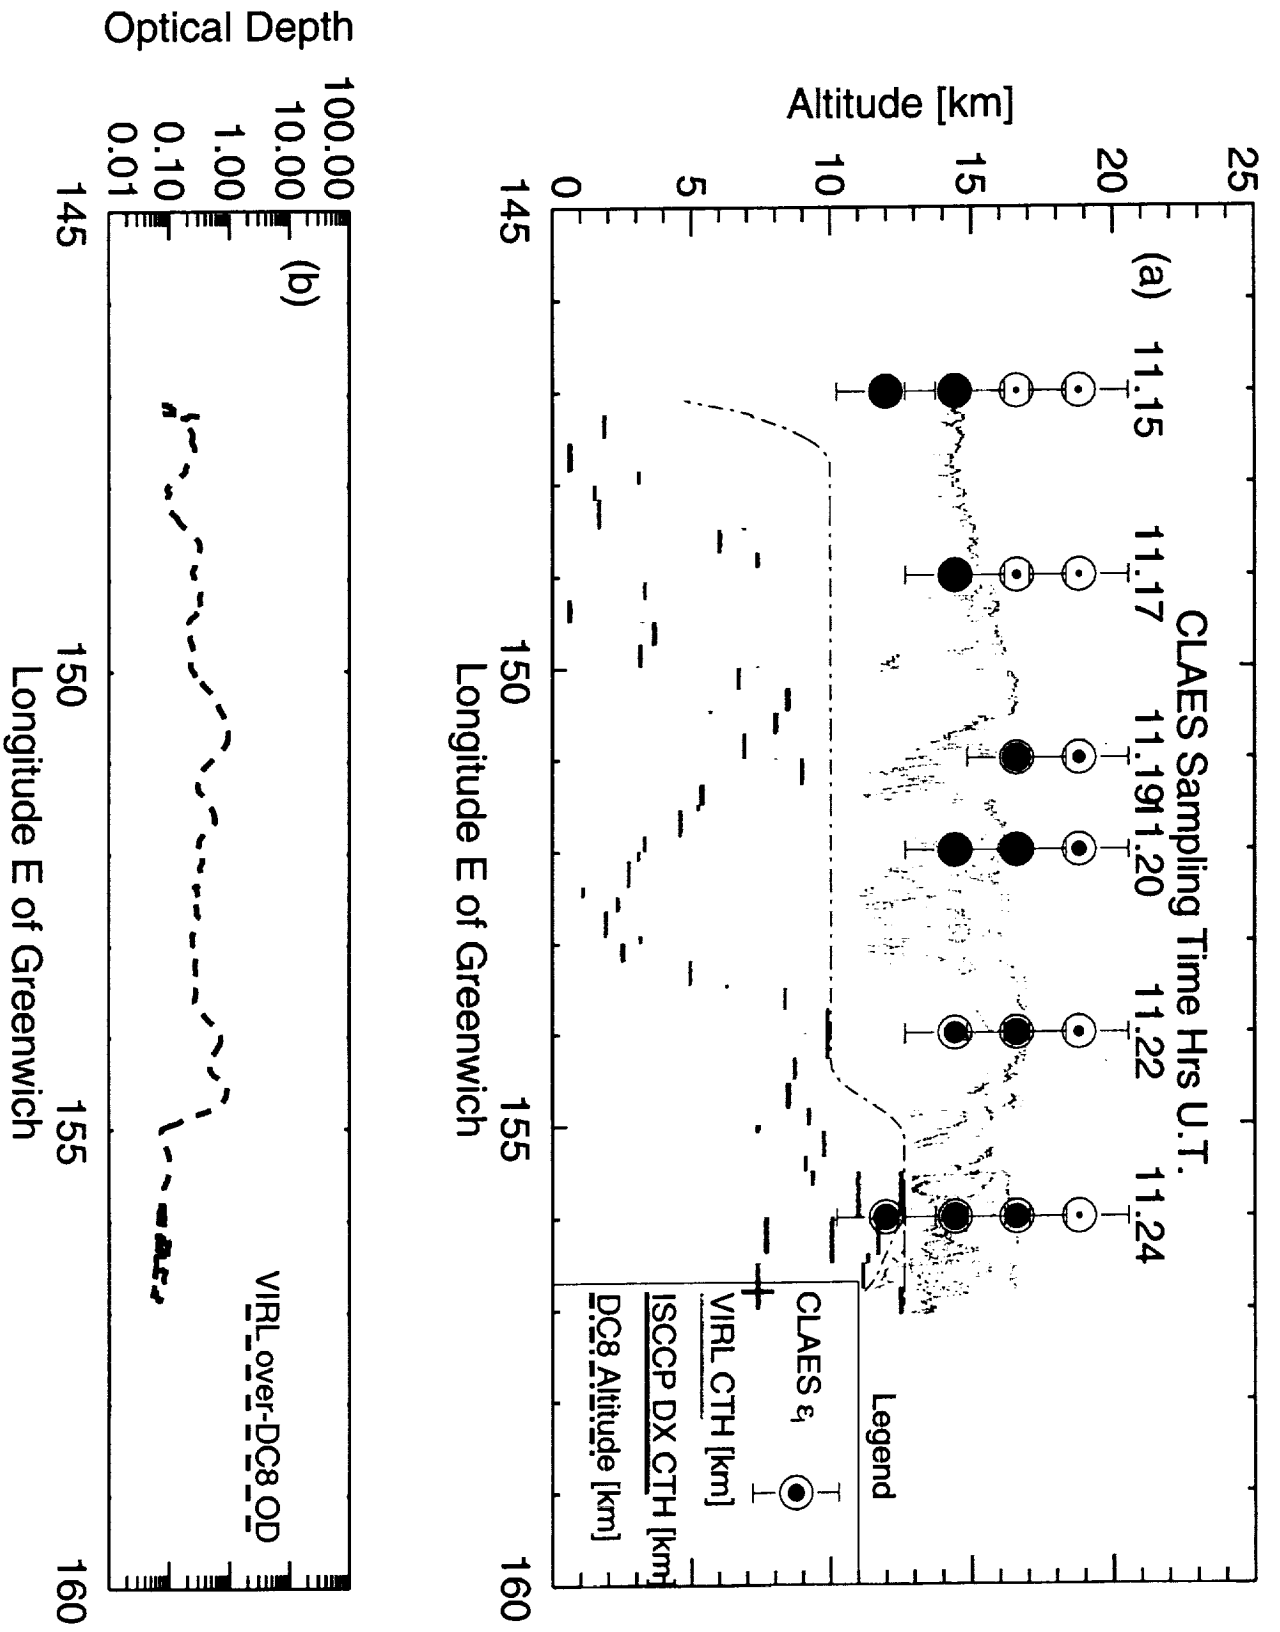 CLAES Sampling Time Hrs U.T.
11.15 11.17 11.19 11.20 11.22 11.24
(a)
25
20
15
10
5
0
Altitude [km]
145 150 155 160
Longitude E of Greenwich
Legend
CLAES ε₁
VIRL CTH [km]
ISCCP DX CTH [km
DC8 Altitude [km]
(b)
100.00
10.00
1.00
0.10
0.01
Optical Depth
VIRL over-DC8 OD
145 150 155 160
Longitude E of Greenwich